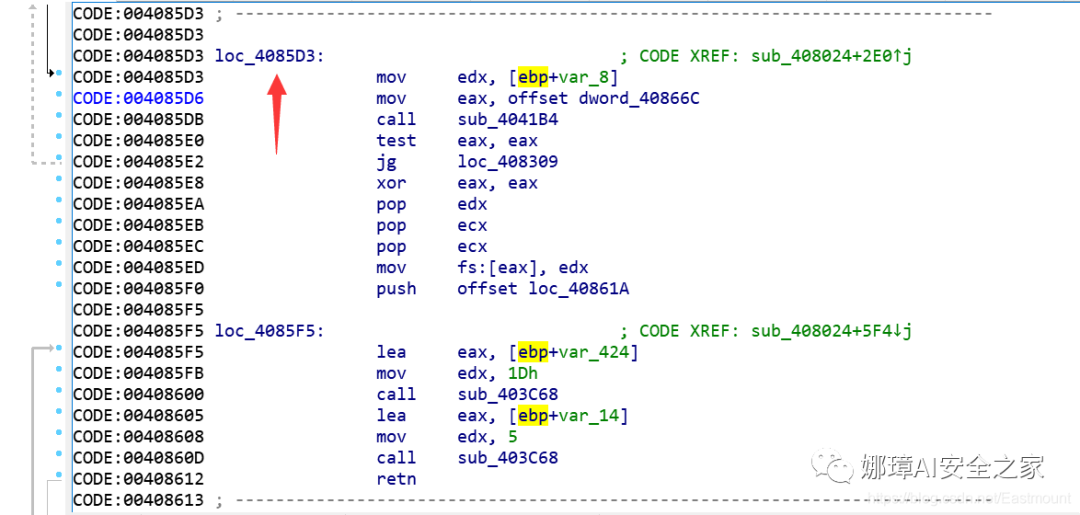 CODE:004085D3 ; ---------------------------------------------------------------------------
CODE:004085D3
CODE:004085D3 loc_4085D3: ; CODE XREF: sub_408024+2E0↑j
CODE:004085D3 mov edx, [ebp+var_8]
CODE:004085D6 mov eax, offset dword_40866C
CODE:004085DB call sub_4041B4
CODE:004085E0 test eax, eax
CODE:004085E2 jg loc_408309
CODE:004085E8 xor eax, eax
CODE:004085EA pop edx
CODE:004085EB pop ecx
CODE:004085EC pop ecx
CODE:004085ED mov fs:[eax], edx
CODE:004085F0 push offset loc_40861A
CODE:004085F5
CODE:004085F5 loc_4085F5: ; CODE XREF: sub_408024+5F4↓j
CODE:004085F5 lea eax, [ebp+var_424]
CODE:004085FB mov edx, 1Dh
CODE:00408600 call sub_403C68
CODE:00408605 lea eax, [ebp+var_14]
CODE:00408608 mov edx, 5
CODE:0040860D call sub_403C68
CODE:00408612 retn
CODE:00408613 ; ---------------------------------------------------------------------------
娜璋AI安全之家
https://blog.csdn.net/Eastmount